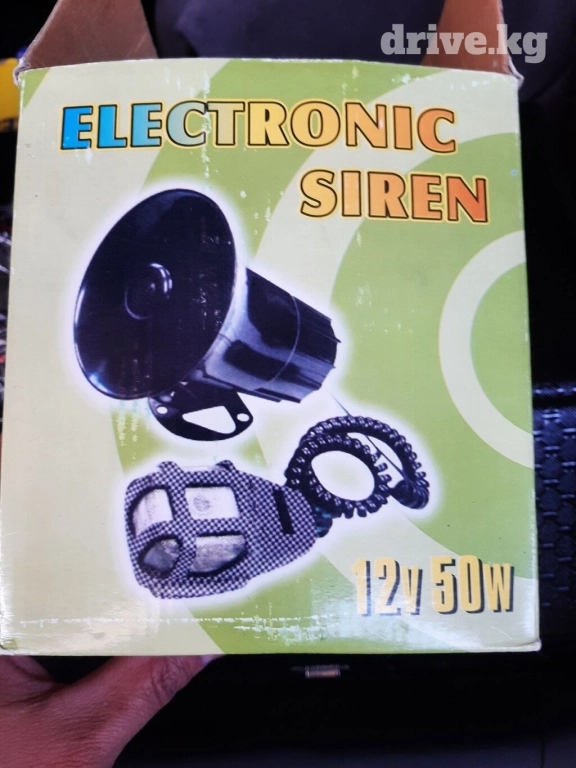 drive.kg
ELECTRONIC
SIREN
12V 50W